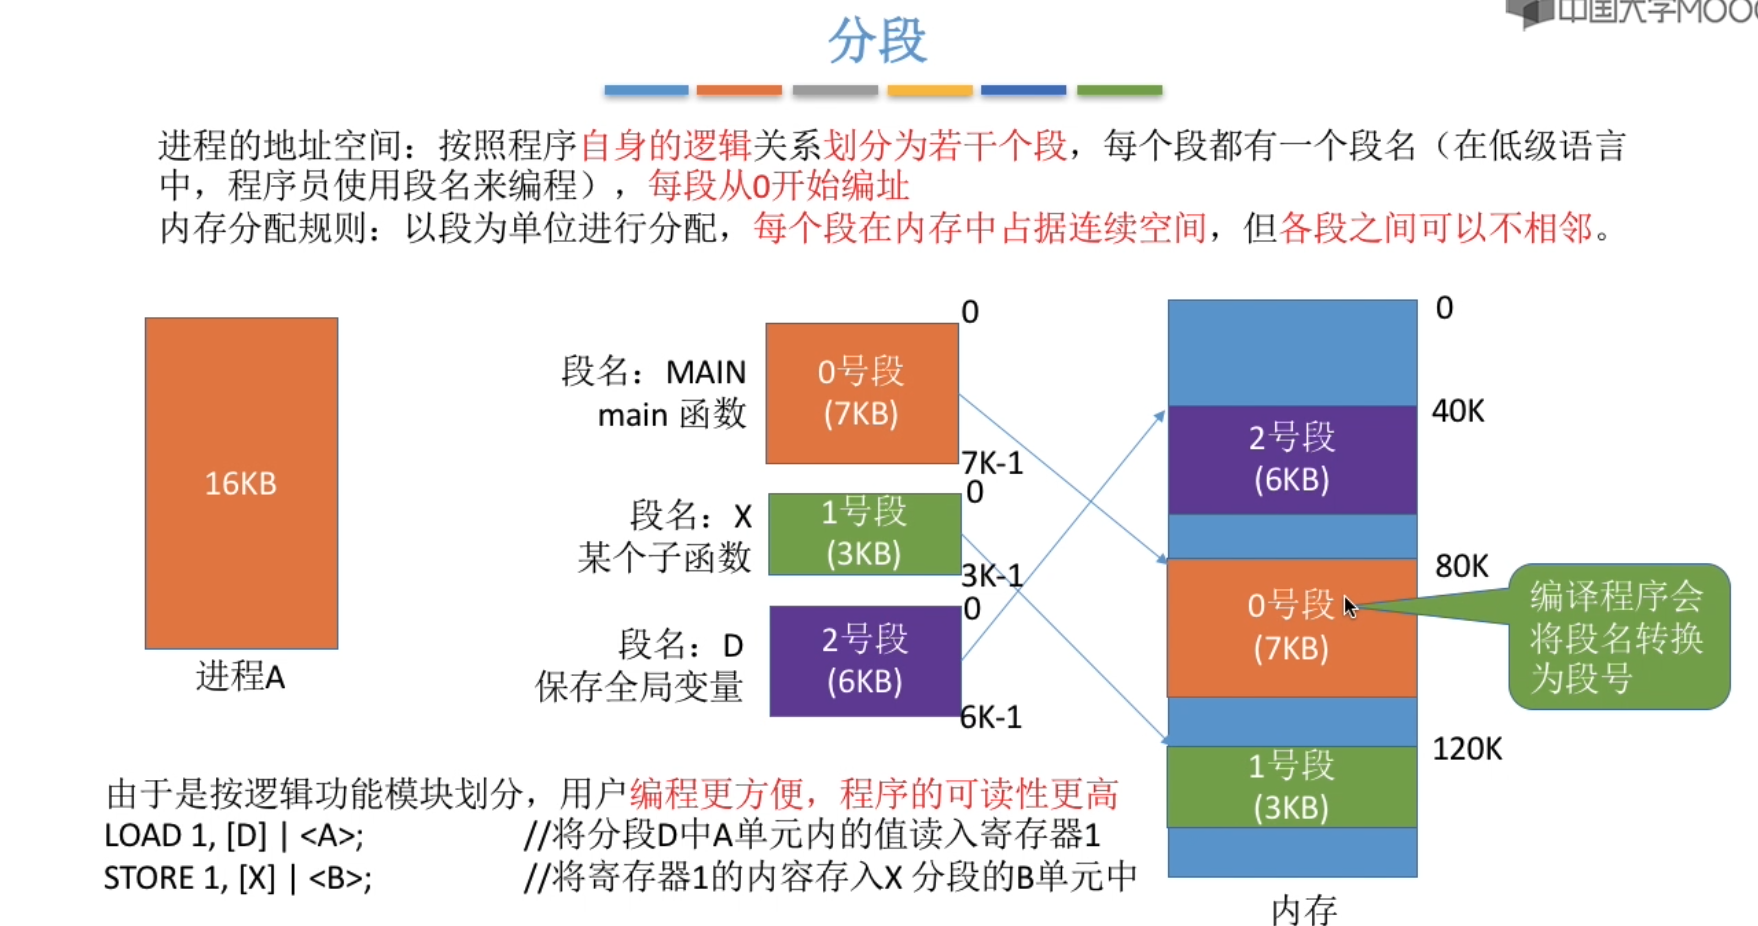 中国大学MOOC
分段
进程的地址空间：按照程序自身的逻辑关系划分为若干个段，每个段都有一个段名（在低级语言
中，程序员使用段名来编程），每段从0开始编址
内存分配规则：以段为单位进行分配，每个段在内存中占据连续空间，但各段之间可以不相邻。
16KB
进程A
段名：MAIN
main 函数
0号段
(7KB)
0
7K-1
段名：X
某个子函数
1号段
(3KB)
0
3K-1
段名：D
保存全局变量
2号段
(6KB)
0
6K-1
0
40K
2号段
(6KB)
80K
0号段
(7KB)
120K
1号段
(3KB)
内存
编译程序会
将段名转换
为段号
由于是按逻辑功能模块划分，用户编程更方便，程序的可读性更高
LOAD 1, [D] | <A>; //将分段D中A单元内的值读入寄存器1
STORE 1, [X] | <B>; //将寄存器1的内容存入X 分段的B单元中